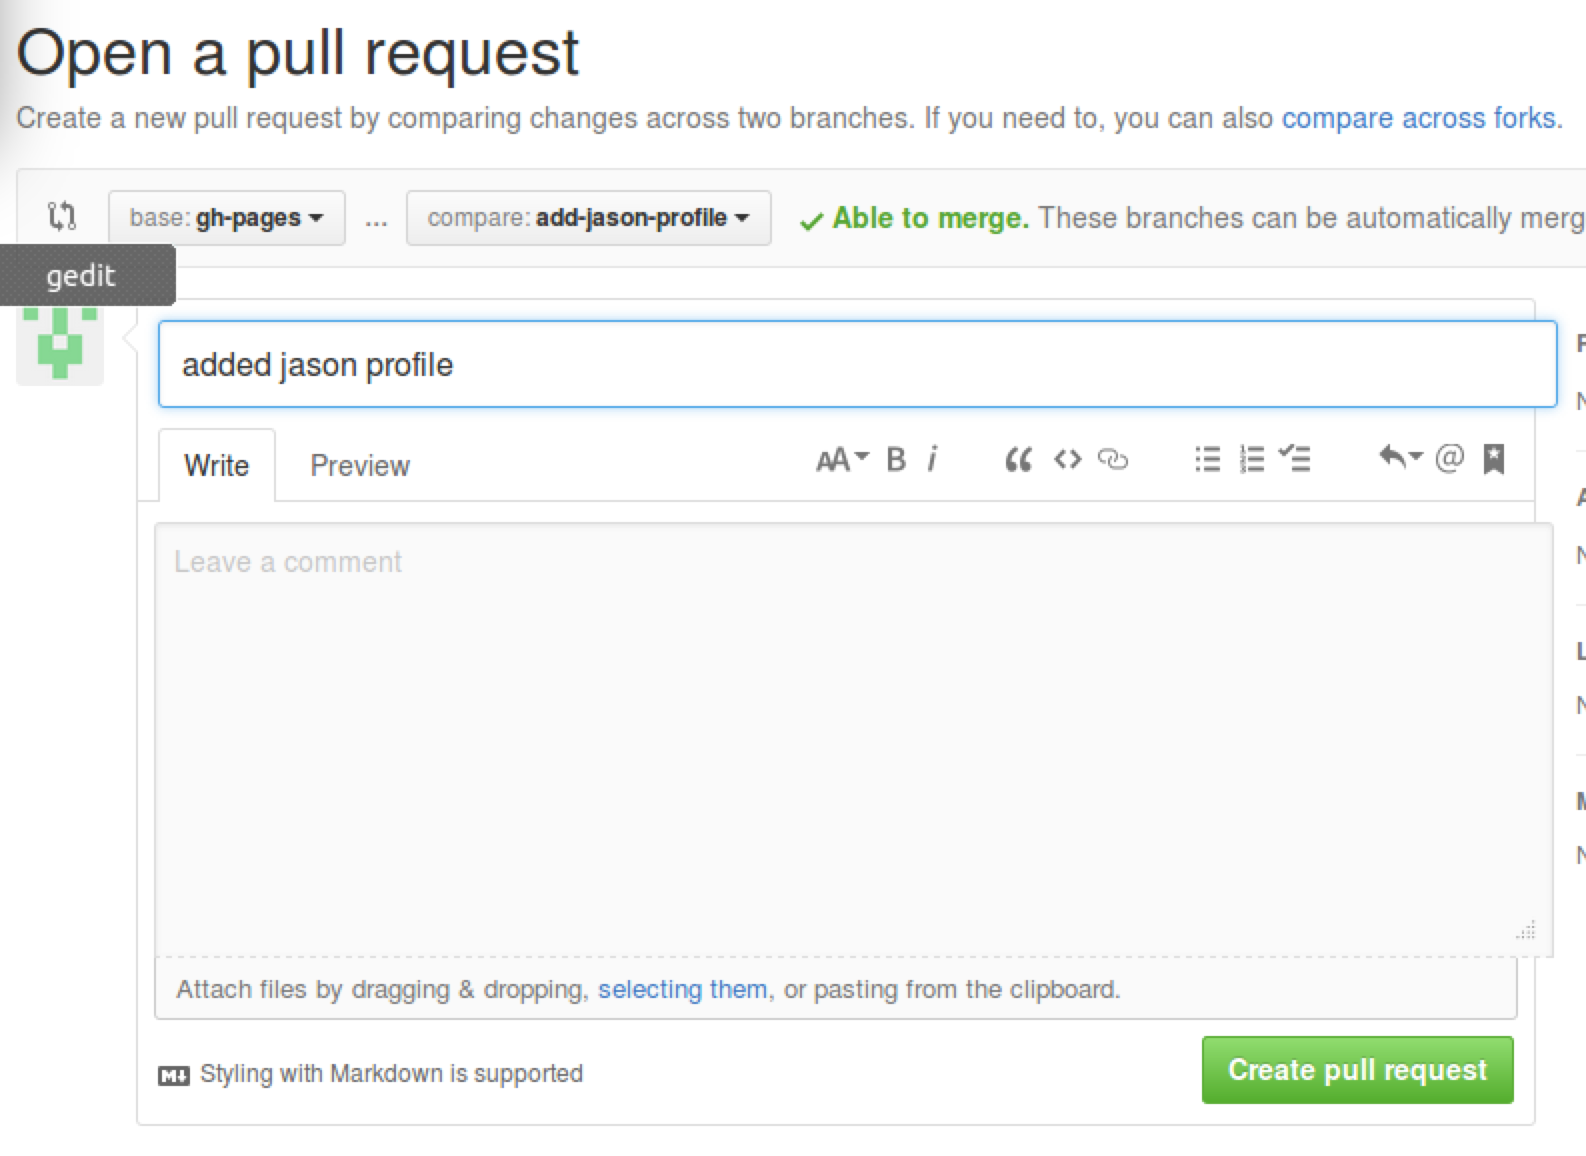 Open a pull request
Create a new pull request by comparing changes across two branches. If you need to, you can also compare across forks.
base: gh-pages ... compare: add-jason-profile ✓ Able to merge. These branches can be automatically merg
gedit
added jason profile
Write Preview AA B i “ <> @
Leave a comment
Attach files by dragging & dropping, selecting them, or pasting from the clipboard.
M↓ Styling with Markdown is supported
Create pull request